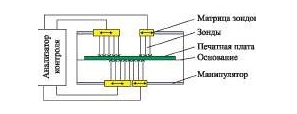 Анализатор
контроля
Матрица зондов
Зонды
Печатная плата
Основание
Манипулятор